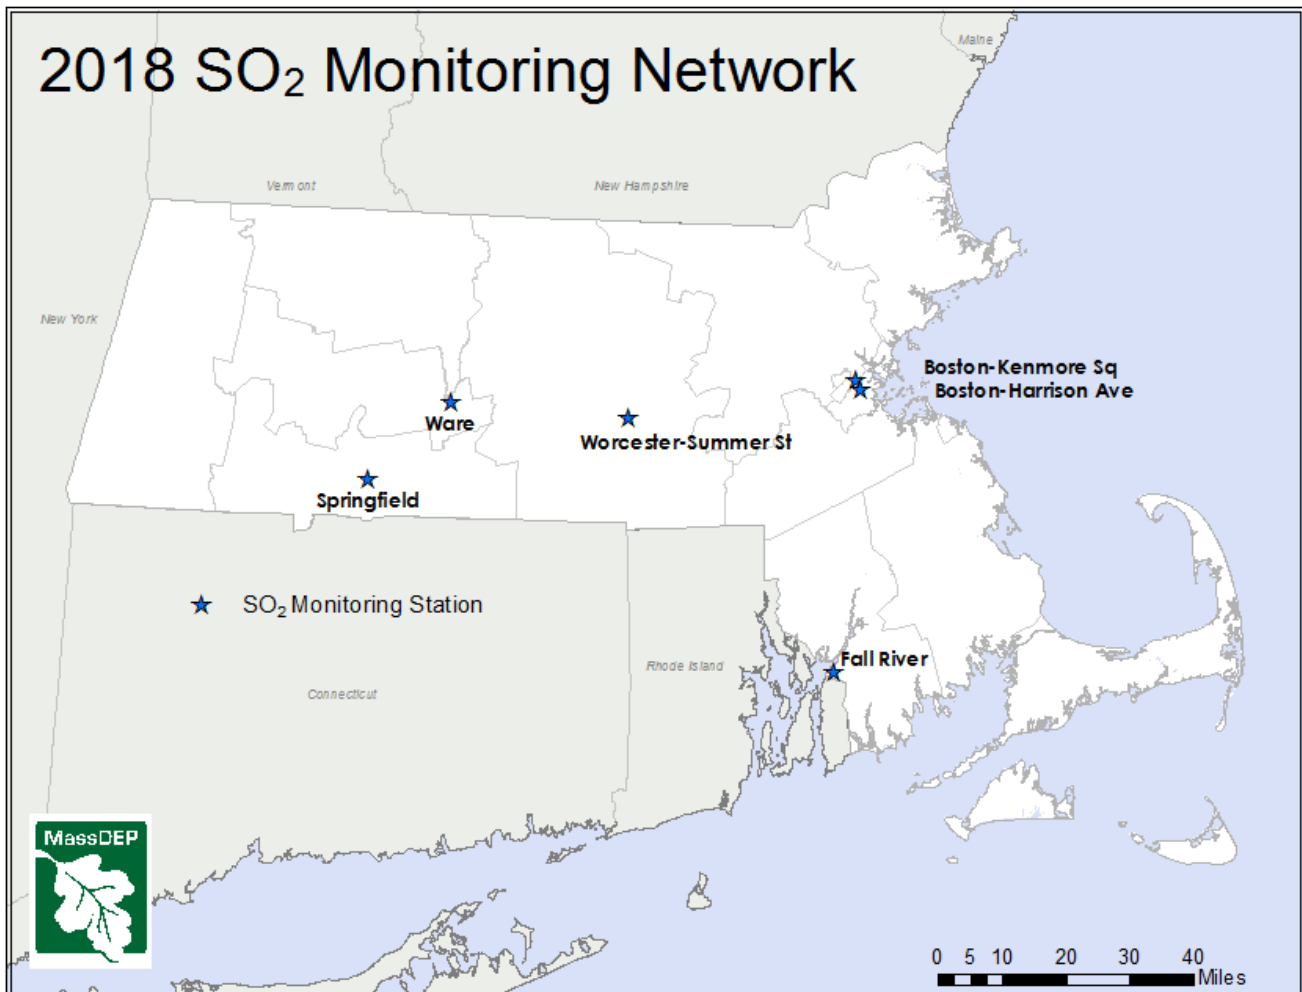 2018 SO₂ Monitoring Network
Maine
Vermont
New Hampshire
New York
Boston-Kenmore Sq
Boston-Harrison Ave
Ware
Worcester-Summer St
Springfield
SO₂ Monitoring Station
Fall River
Rhode Island
Connecticut
MassDEP
0 5 10 20 30 40
Miles